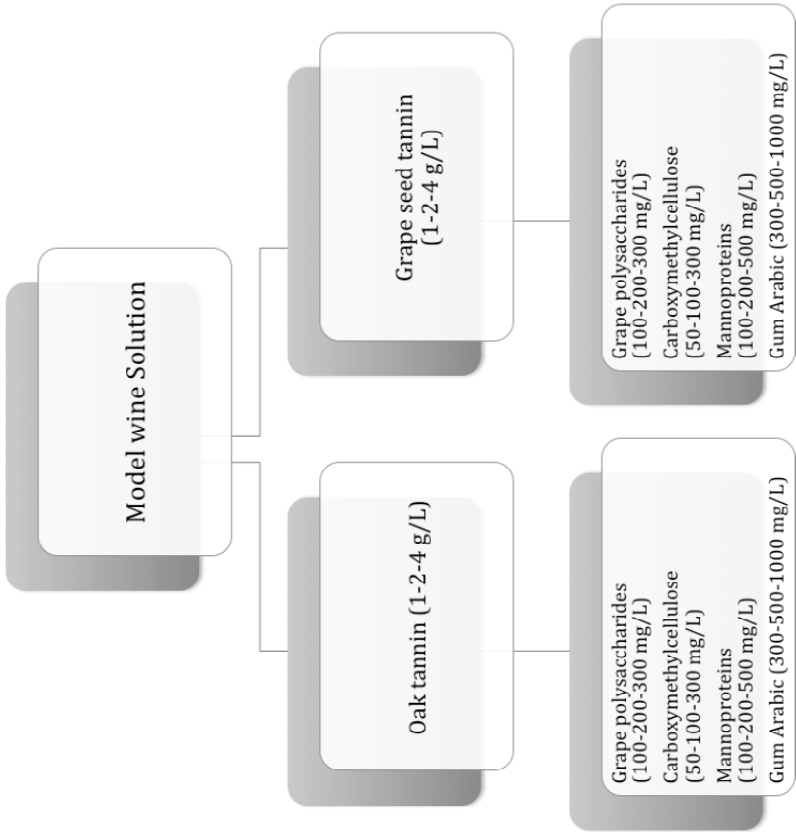 Model wine Solution
Oak tannin (1-2-4 g/L)
Grape seed tannin
(1-2-4 g/L)
Grape polysaccharides
(100-200-300 mg/L)
Carboxymethylcellulose
(50-100-300 mg/L)
Mannoproteins
(100-200-500 mg/L)
Gum Arabic (300-500-1000 mg/L)
Grape polysaccharides
(100-200-300 mg/L)
Carboxymethylcellulose
(50-100-300 mg/L)
Mannoproteins
(100-200-500 mg/L)
Gum Arabic (300-500-1000 mg/L)